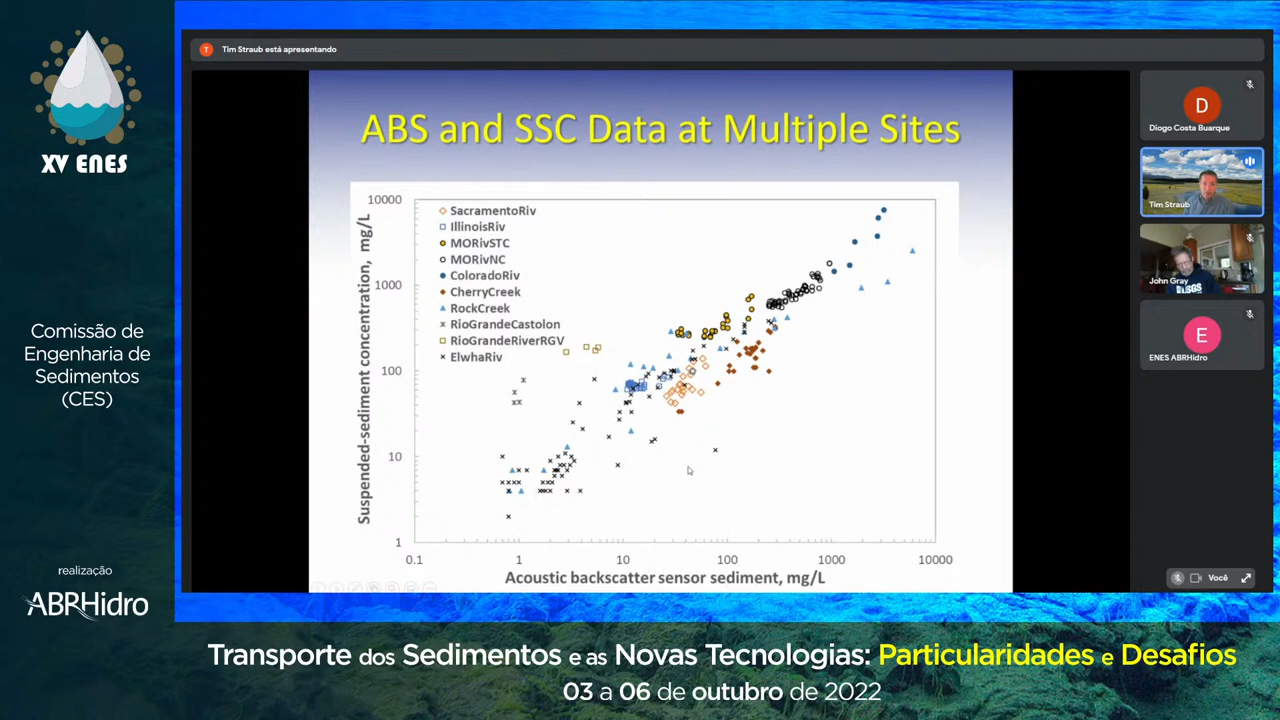 XV ENES
Comissão de
Engenharia de
Sedimentos
(CES)
realização
ABRHidro
T
Tim Straub está apresentando
ABS and SSC Data at Multiple Sites
Suspended-sediment concentration, mg/L
10000
1000
100
10
1
SacramentoRiv
IllinoisRiv
MORivSTC
MORivNC
ColoradoRiv
CherryCreek
RockCreek
RioGrandeCastolon
RioGrandeRiverRGV
ElwhaRiv
0.1
1
10
100
1000
10000
Acoustic backscatter sensor sediment, mg/L
D
Diogo Costa Buarque
Tim Straub
USGS
John Gray
E
ENES ABRHidro
Você
Transporte dos Sedimentos e as Novas Tecnologias: Particularidades e Desafios
03 a 06 de outubro de 2022